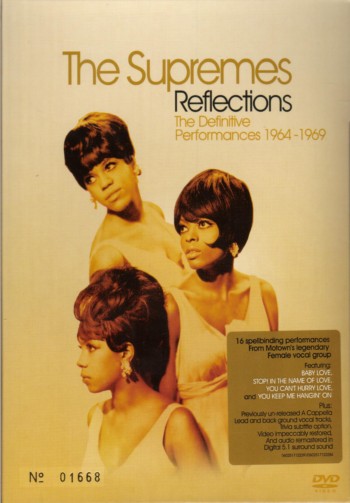 The Supremes
Reflections
The Definitive
Performances 1964-1969
16 spellbinding performances
From Motown's legendary
Female vocal group
Featuring:
BABY LOVE,
STOP! IN THE NAME OF LOVE,
YOU CAN'T HURRY LOVE,
and YOU KEEP ME HANGIN' ON
Plus:
Previously un-released A Cappella
Lead and back ground vocal tracks,
Trivia subtitle option,
Video impeccably restored,
And audio remastered in
Digital 5.1 surround sound
Nº 01668
DVD
VIDEO